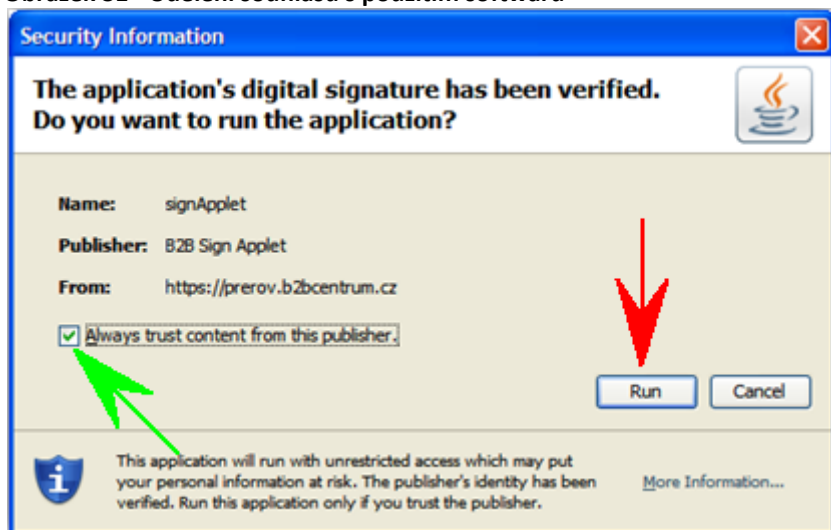 Security Information
The application's digital signature has been verified.
Do you want to run the application?
Name: signApplet
Publisher: B2B Sign Applet
From: https://prerov.b2bcentrum.cz
Always trust content from this publisher.
Run Cancel
This application will run with unrestricted access which may put
your personal information at risk. The publisher's identity has been
verified. Run this application only if you trust the publisher.
More Information...